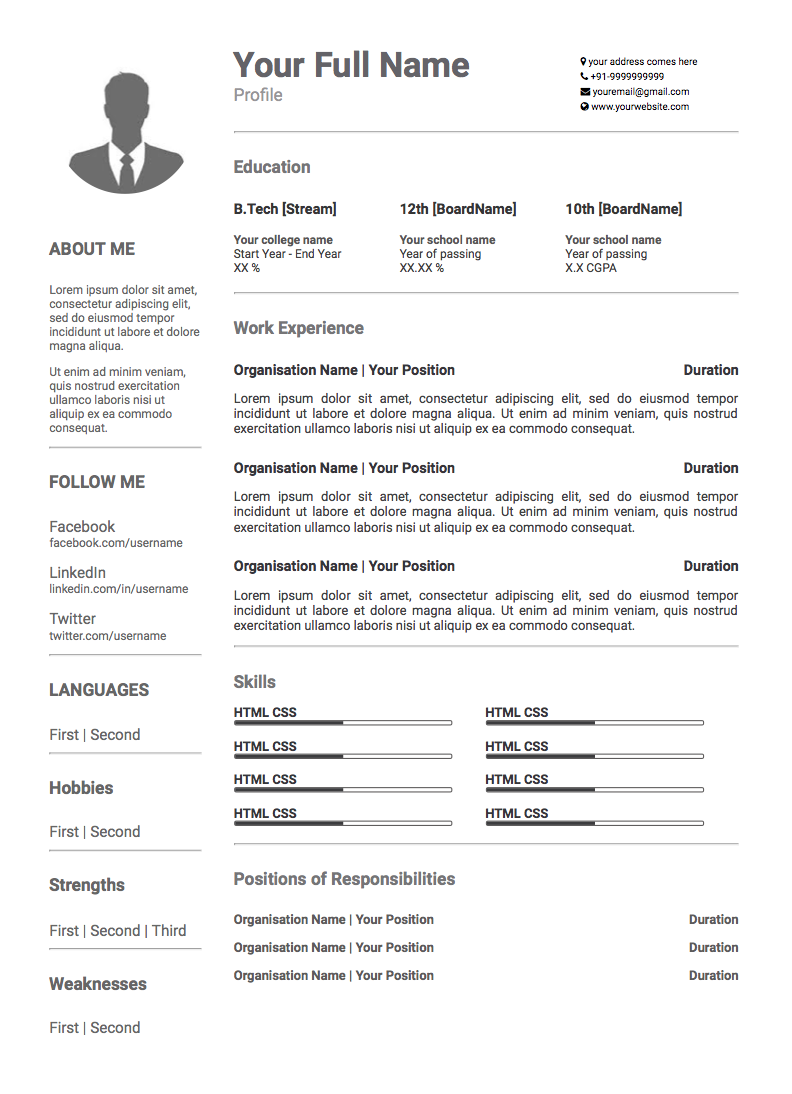 Your Full Name
Profile
your address comes here
+91-9999999999
youremail@gmail.com
www.yourwebsite.com
ABOUT ME
Lorem ipsum dolor sit amet,
consectetur adipiscing elit,
sed do eiusmod tempor
incididunt ut labore et dolore
magna aliqua.
Ut enim ad minim veniam,
quis nostrud exercitation
ullamco laboris nisi ut
aliquip ex ea commodo
consequat.
FOLLOW ME
Facebook
facebook.com/username
LinkedIn
linkedin.com/in/username
Twitter
twitter.com/username
LANGUAGES
First | Second
Hobbies
First | Second
Strengths
First | Second | Third
Weaknesses
First | Second
Education
B.Tech [Stream]
Your college name
Start Year - End Year
XX %
12th [BoardName]
Your school name
Year of passing
XX.XX %
10th [BoardName]
Your school name
Year of passing
X.X CGPA
Work Experience
Organisation Name | Your Position Duration
Lorem ipsum dolor sit amet, consectetur adipiscing elit, sed do eiusmod tempor
incididunt ut labore et dolore magna aliqua. Ut enim ad minim veniam, quis nostrud
exercitation ullamco laboris nisi ut aliquip ex ea commodo consequat.
Organisation Name | Your Position Duration
Lorem ipsum dolor sit amet, consectetur adipiscing elit, sed do eiusmod tempor
incididunt ut labore et dolore magna aliqua. Ut enim ad minim veniam, quis nostrud
exercitation ullamco laboris nisi ut aliquip ex ea commodo consequat.
Organisation Name | Your Position Duration
Lorem ipsum dolor sit amet, consectetur adipiscing elit, sed do eiusmod tempor
incididunt ut labore et dolore magna aliqua. Ut enim ad minim veniam, quis nostrud
exercitation ullamco laboris nisi ut aliquip ex ea commodo consequat.
Skills
HTML CSS HTML CSS
HTML CSS HTML CSS
HTML CSS HTML CSS
HTML CSS HTML CSS
Positions of Responsibilities
Organisation Name | Your Position Duration
Organisation Name | Your Position Duration
Organisation Name | Your Position Duration